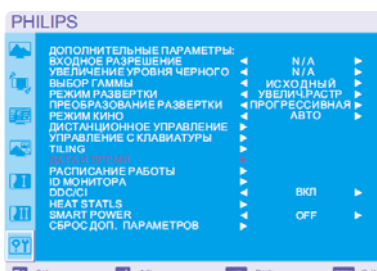 PHILIPS
ДОПОЛНИТЕЛЬНЫЕ ПАРАМЕТРЫ:
ВХОДНОЕ РАЗРЕШЕНИЕ N/A
УВЕЛИЧЕНИЕ УРОВНЯ ЧЕРНОГО N/A
ВЫБОР ГАММЫ ИСХОДНЫЙ
РЕЖИМ РАЗВЕРТКИ УВЕЛИЧ.РАСТР
ПРЕОБРАЗОВАНИЕ РАЗВЕРТКИ ПРОГРЕССИВНАЯ
РЕЖИМ КИНО АВТО
ДИСТАНЦИОННОЕ УПРАВЛЕНИЕ
УПРАВЛЕНИЕ С КЛАВИАТУРЫ
TILING
ДАТА И ВРЕМЯ
РАСПИСАНИЕ РАБОТЫ
ID МОНИТОРА
DDC/CI ВКЛ
HEAT STATLS
SMART POWER OFF
СБРОС ДОП. ПАРАМЕТРОВ